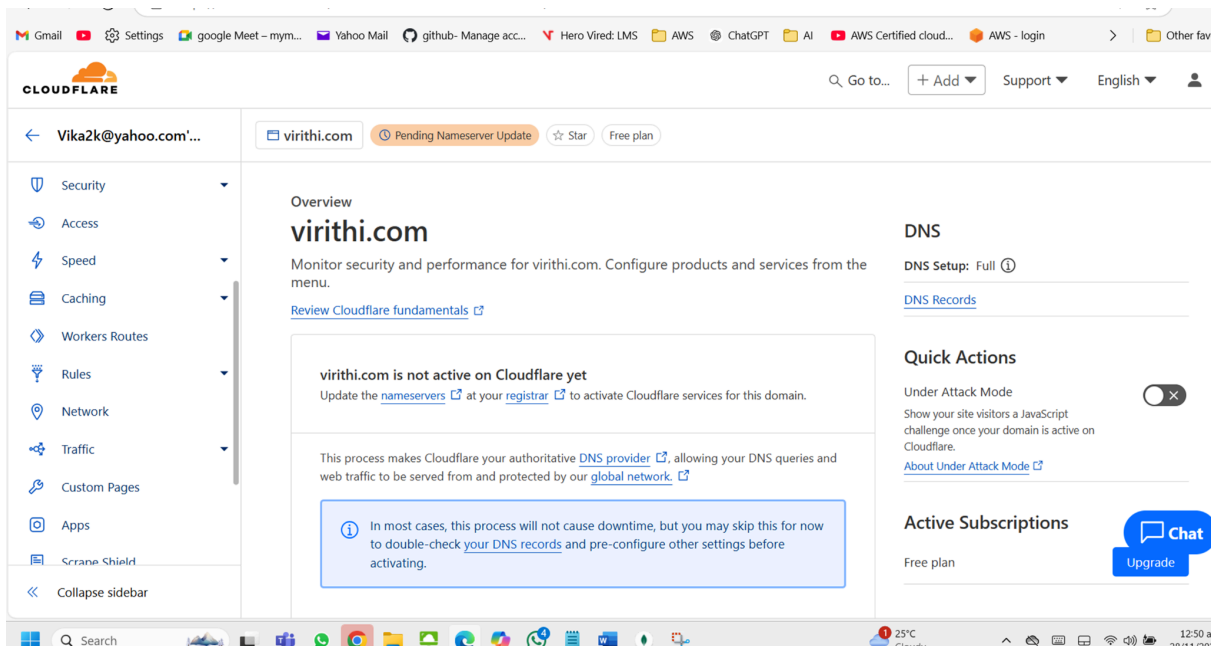 Gmail
Settings
google Meet – mym...
Yahoo Mail
github- Manage acc...
Hero Vired: LMS
AWS
ChatGPT
AI
AWS Certified cloud...
AWS - login
Other fav
CLOUDFLARE
Go to...
+ Add
Support
English
Vika2k@yahoo.com'...
virithi.com
Pending Nameserver Update
Star
Free plan
Security
Access
Speed
Caching
Workers Routes
Rules
Network
Traffic
Custom Pages
Apps
Scrape Shield
Collapse sidebar
Overview
virithi.com
Monitor security and performance for virithi.com. Configure products and services from the
menu.
Review Cloudflare fundamentals
virithi.com is not active on Cloudflare yet
Update the nameservers at your registrar to activate Cloudflare services for this domain.
This process makes Cloudflare your authoritative DNS provider, allowing your DNS queries and
web traffic to be served from and protected by our global network.
In most cases, this process will not cause downtime, but you may skip this for now
to double-check your DNS records and pre-configure other settings before
activating.
DNS
DNS Setup: Full
DNS Records
Quick Actions
Under Attack Mode
Show your site visitors a JavaScript
challenge once your domain is active on
Cloudflare.
About Under Attack Mode
Active Subscriptions
Chat
Free plan
Upgrade
Search
4
1
25°C
Cloudy
12:50 a